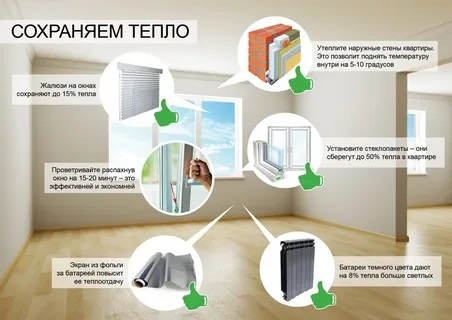 СОХРАНЯЕМ ТЕПЛО
Утеплите наружные стены квартиры.
Это позволит поднять температуру
внутри на 5-10 градусов
Жалюзи на окнах
сохраняют до 15% тепла
Установите стеклопакеты – они
сберегут до 50% тепла в квартире
Проветривайте распахнув
окно на 15-20 минут – это
эффективней и экономней
Экран из фольги
за батареей повысит
ее теплоотдачу
Батареи темного цвета дают
на 8% тепла больше светлых